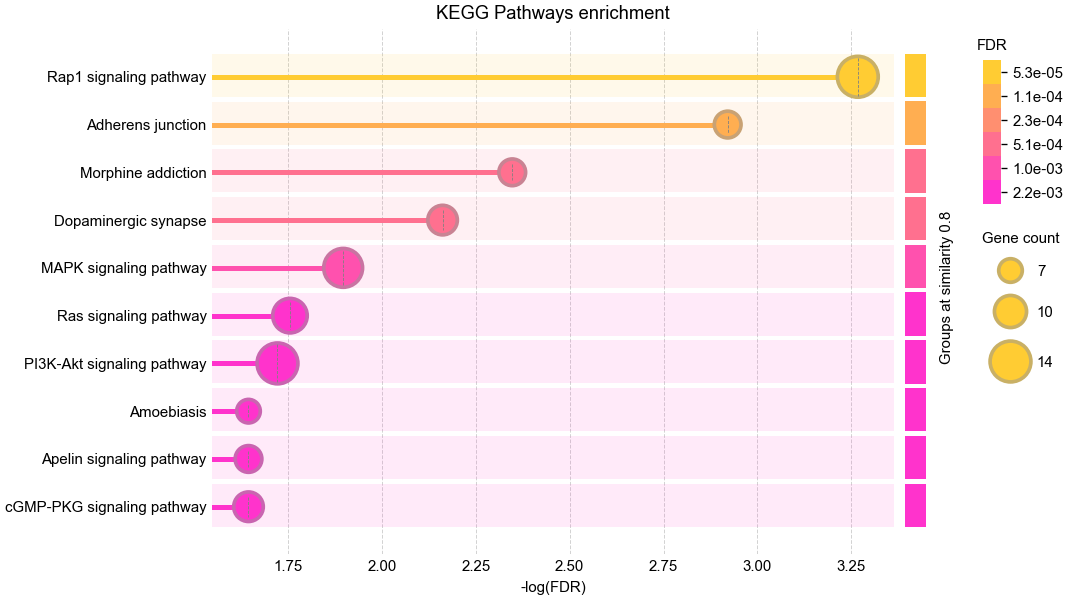 KEGG Pathways enrichment
Rap1 signaling pathway
Adherens junction
Morphine addiction
Dopaminergic synapse
MAPK signaling pathway
Ras signaling pathway
PI3K-Akt signaling pathway
Amoebiasis
Apelin signaling pathway
cGMP-PKG signaling pathway
1.75 2.00 2.25 2.50 2.75 3.00 3.25
-log(FDR)
Groups at similarity 0.8
FDR
5.3e-05
1.1e-04
2.3e-04
5.1e-04
1.0e-03
2.2e-03
Gene count
7
10
14